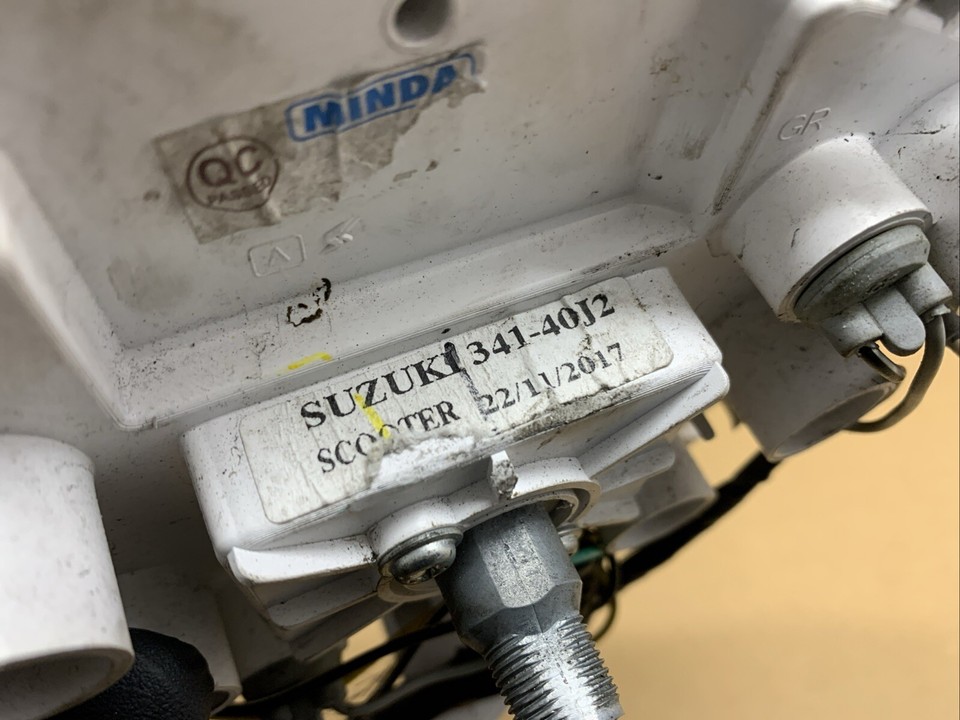 MINDA
QC
PASSED
GR
SUZUKI 341-40J2
SCOOTER 22/11/2017